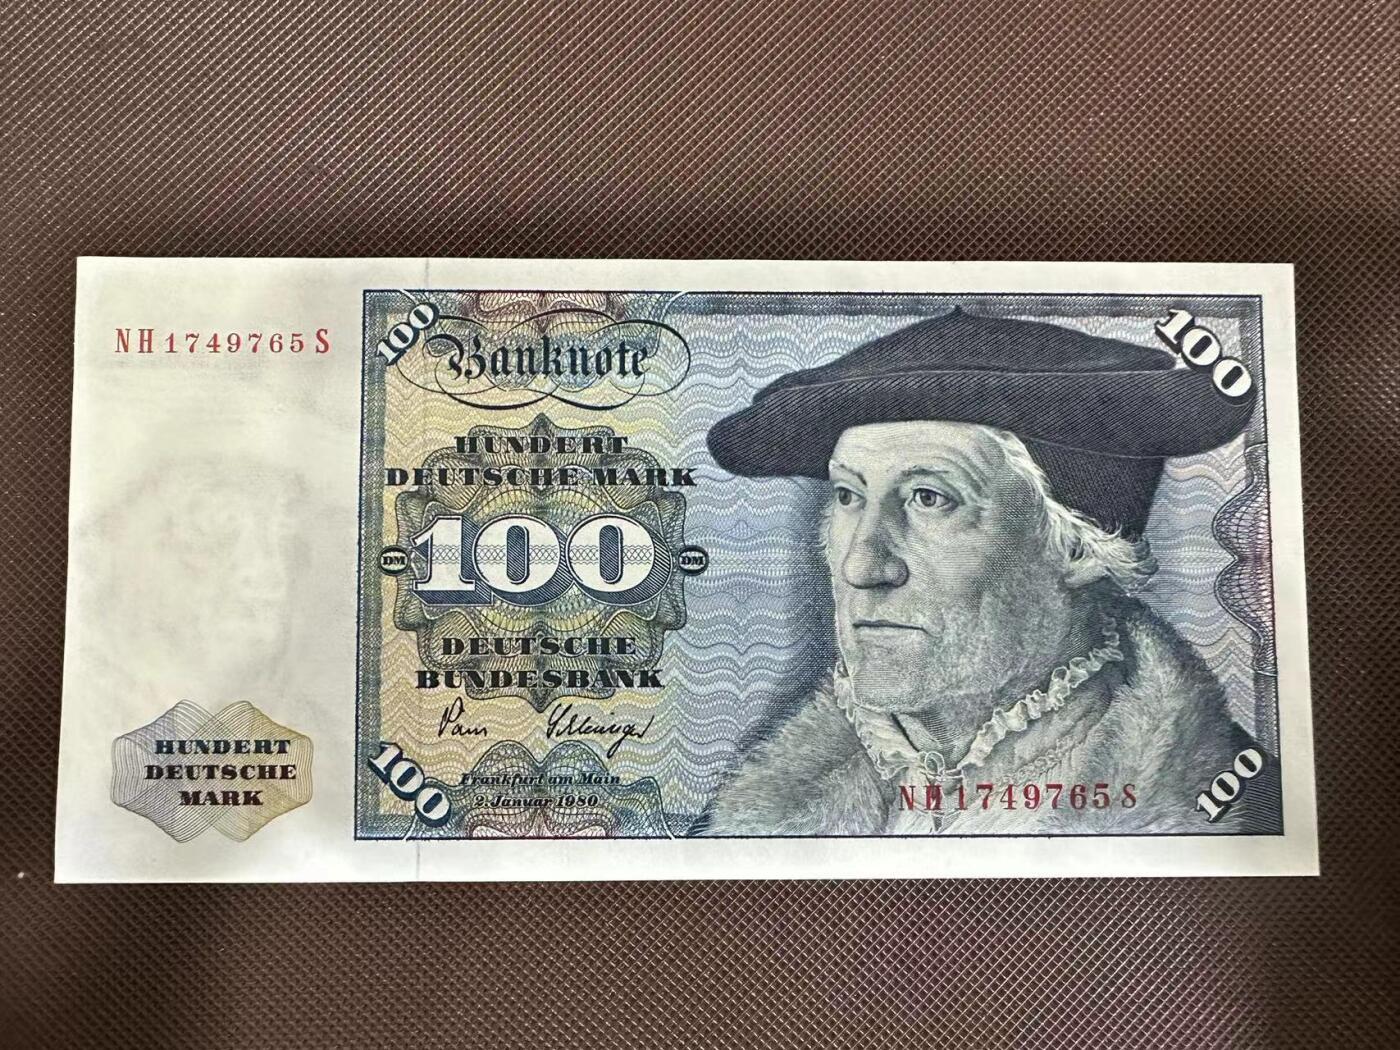 NH1749765S
100
Banknote
100
HUNDERT
DEUTSCHE MARK
DM 100 DM
DEUTSCHE
BUNDESBANK
HUNDERT
DEUTSCHE
MARK
100
Frankfurt am Main
2. Januar 1980
NH1749765S
100